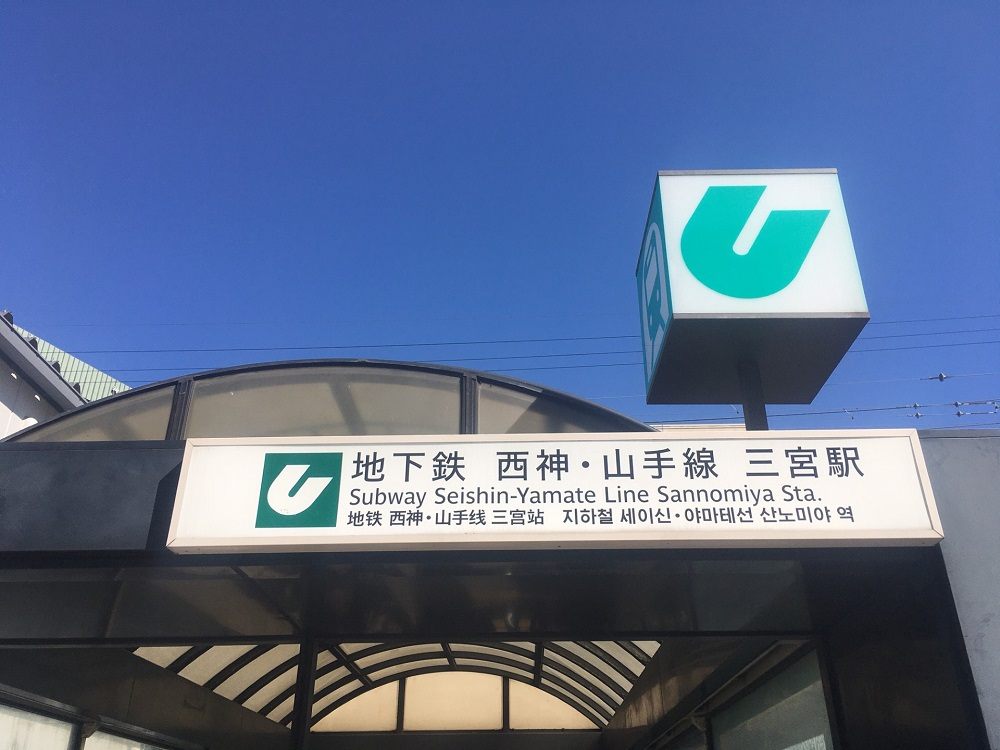 地下鉄 西神・山手線 三宮駅
Subway Seishin-Yamate Line Sannomiya Sta.
地铁 西神・山手线 三宫站 지하철 세이신・야마테선 산노미야 역